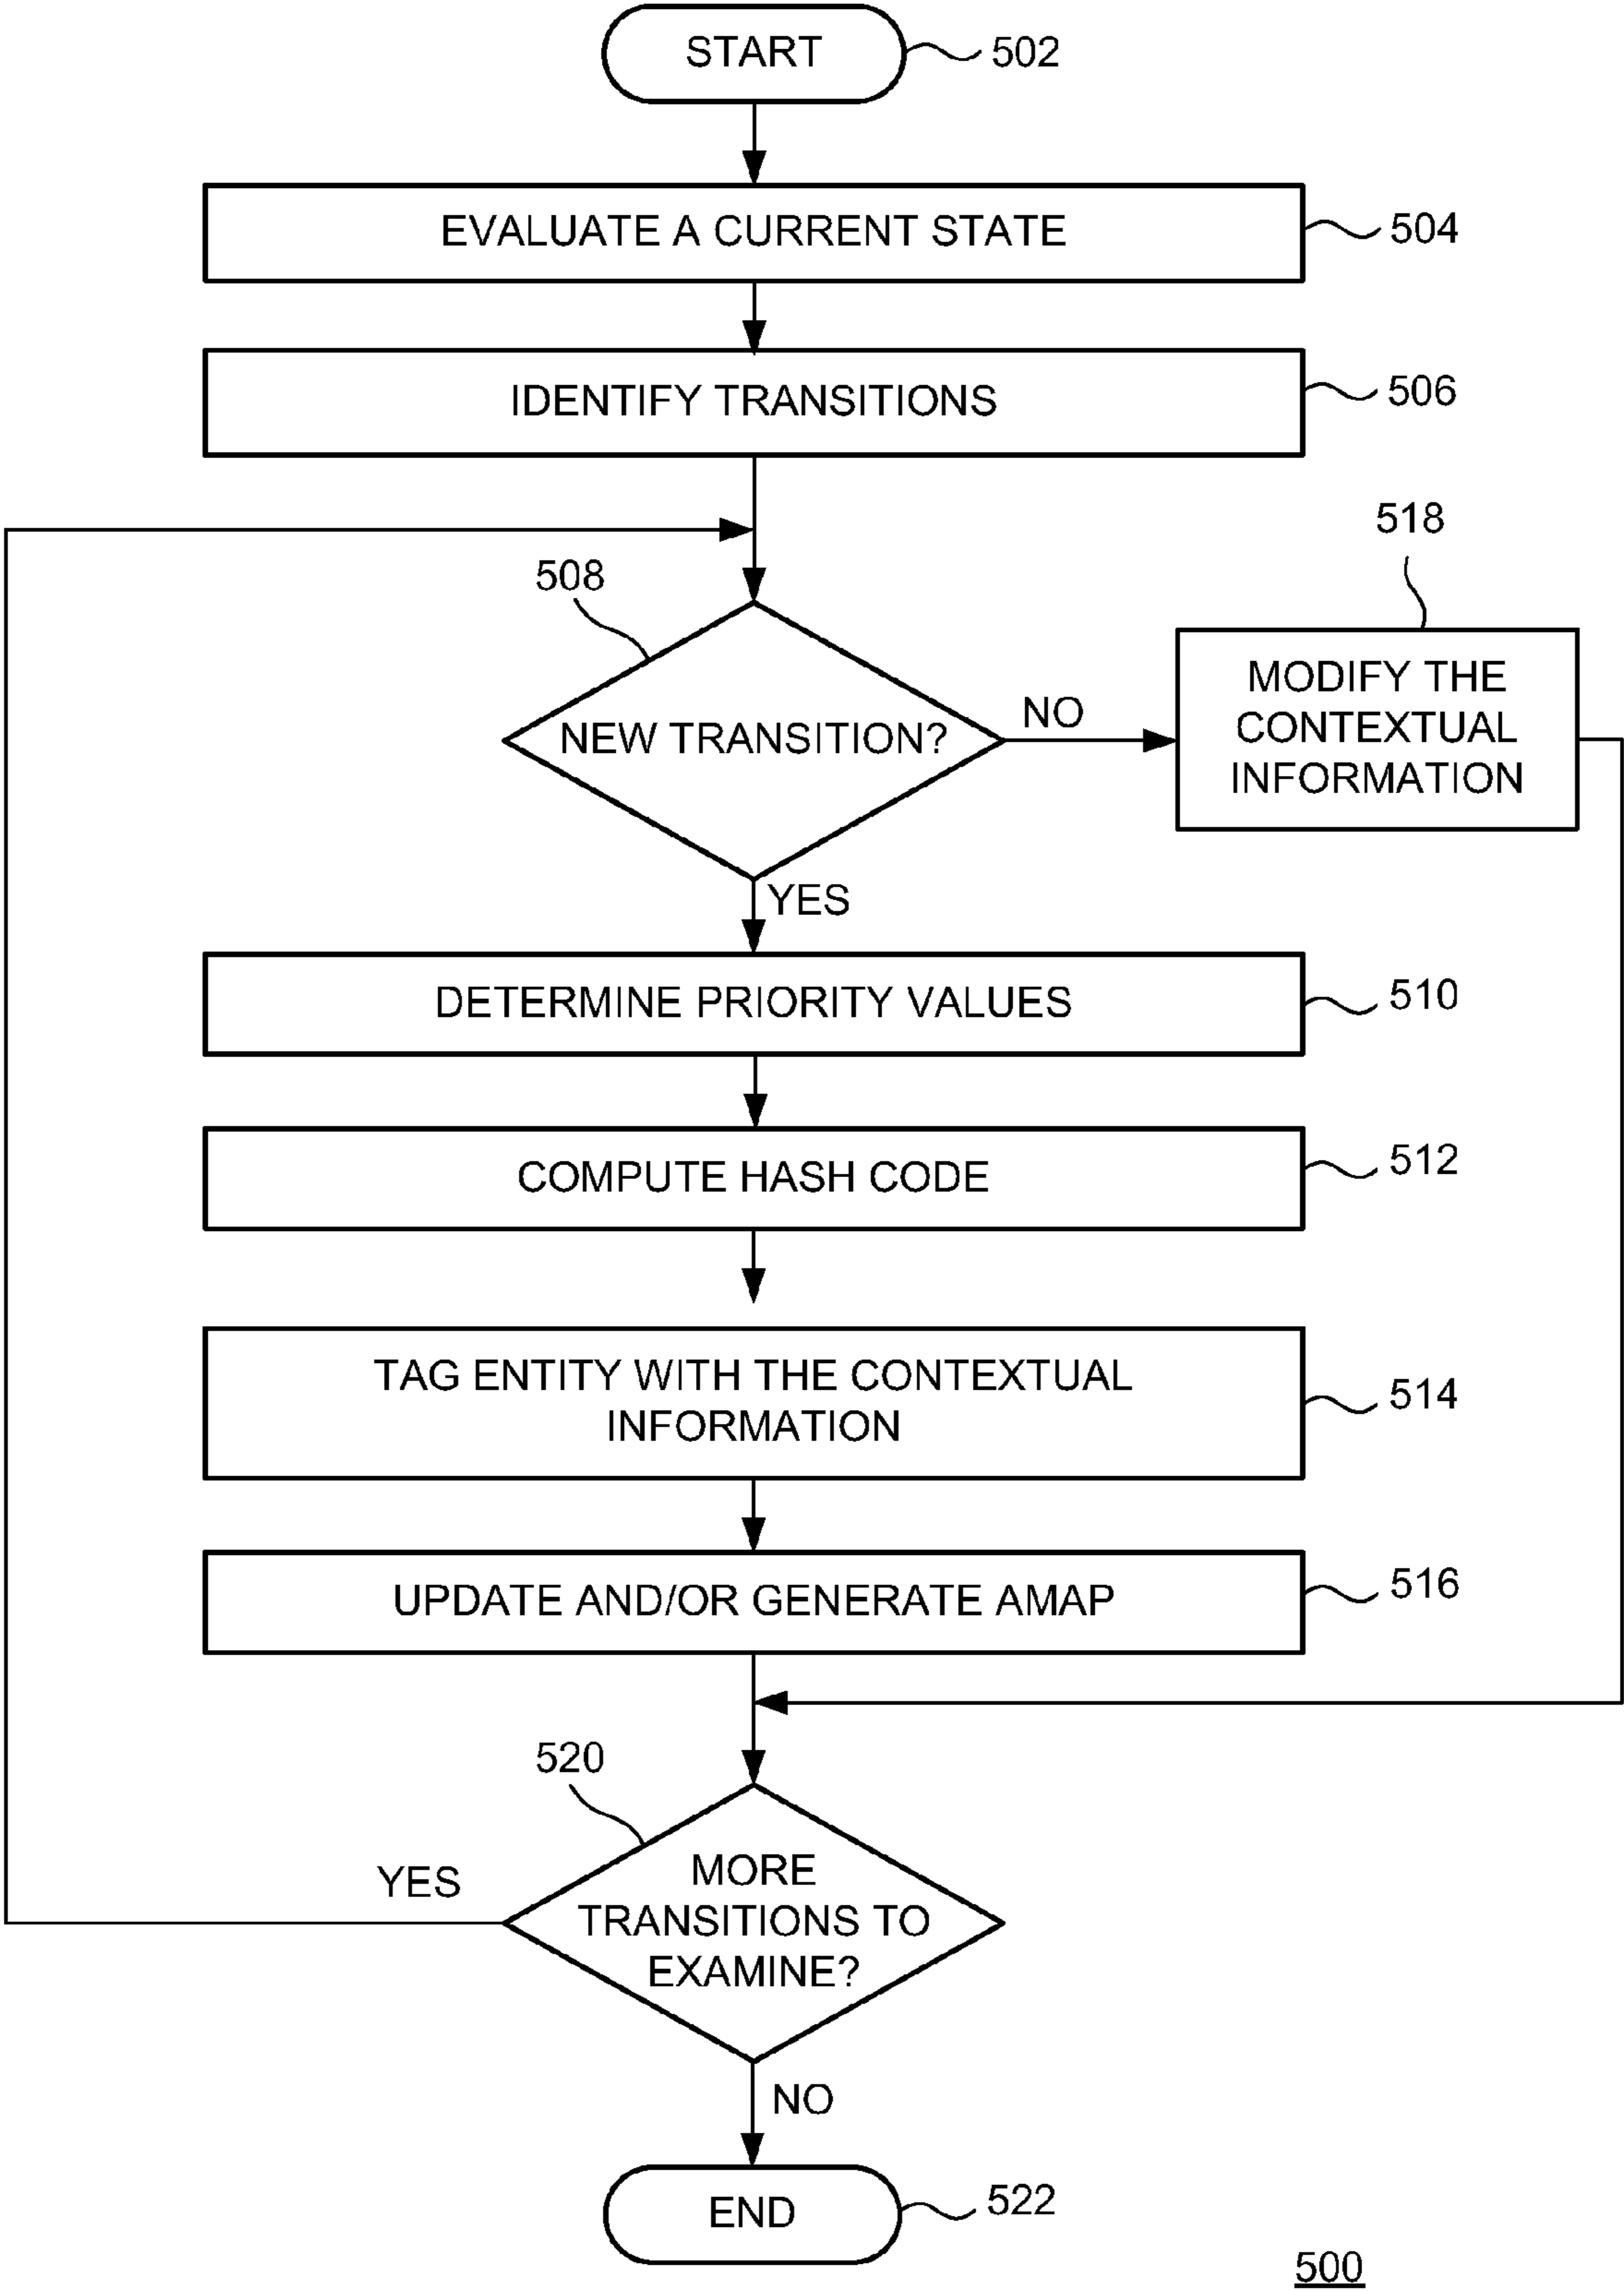 START
502
EVALUATE A CURRENT STATE
504
IDENTIFY TRANSITIONS
506
518
508
MODIFY THE
CONTEXTUAL
INFORMATION
NEW TRANSITION?
NO
YES
DETERMINE PRIORITY VALUES
510
COMPUTE HASH CODE
512
TAG ENTITY WITH THE CONTEXTUAL
INFORMATION
514
UPDATE AND/OR GENERATE AMAP
516
520
YES
MORE
TRANSITIONS TO
EXAMINE?
NO
END
522
500